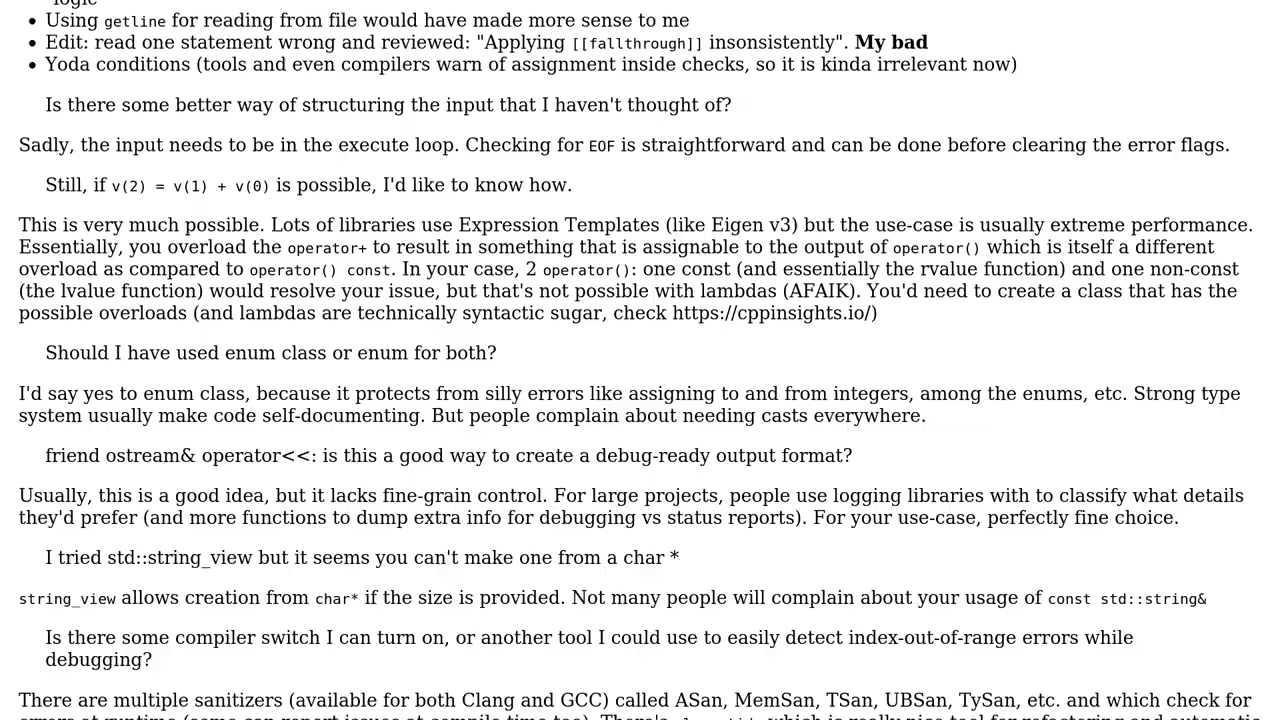 logic"
Using getline for reading from file would have made more sense to me
Edit: read one statement wrong and reviewed: "Applying [[fallthrough]] insonsistently". My bad
Yoda conditions (tools and even compilers warn of assignment inside checks, so it is kinda irrelevant now)
Is there some better way of structuring the input that I haven't thought of?
Sadly, the input needs to be in the execute loop. Checking for EOF is straightforward and can be done before clearing the error flags.
Still, if v(2) = v(1) + v(0) is possible, I'd like to know how.
This is very much possible. Lots of libraries use Expression Templates (like Eigen v3) but the use-case is usually extreme performance.
Essentially, you overload the operator+ to result in something that is assignable to the output of operator() which is itself a different
overload as compared to operator() const. In your case, 2 operator(): one const (and essentially the rvalue function) and one non-const
(the lvalue function) would resolve your issue, but that's not possible with lambdas (AFAIK). You'd need to create a class that has the
possible overloads (and lambdas are technically syntactic sugar, check https://cppinsights.io/)
Should I have used enum class or enum for both?
I'd say yes to enum class, because it protects from silly errors like assigning to and from integers, among the enums, etc. Strong type
system usually make code self-documenting. But people complain about needing casts everywhere.
friend ostream& operator<<: is this a good way to create a debug-ready output format?
Usually, this is a good idea, but it lacks fine-grain control. For large projects, people use logging libraries with to classify what details
they'd prefer (and more functions to dump extra info for debugging vs status reports). For your use-case, perfectly fine choice.
I tried std::string_view but it seems you can't make one from a char *
string_view allows creation from char* if the size is provided. Not many people will complain about your usage of const std::string&
Is there some compiler switch I can turn on, or another tool I could use to easily detect index-out-of-range errors while
debugging?
There are multiple sanitizers (available for both Clang and GCC) called ASan, MemSan, TSan, UBSan, TySan, etc. and which check for